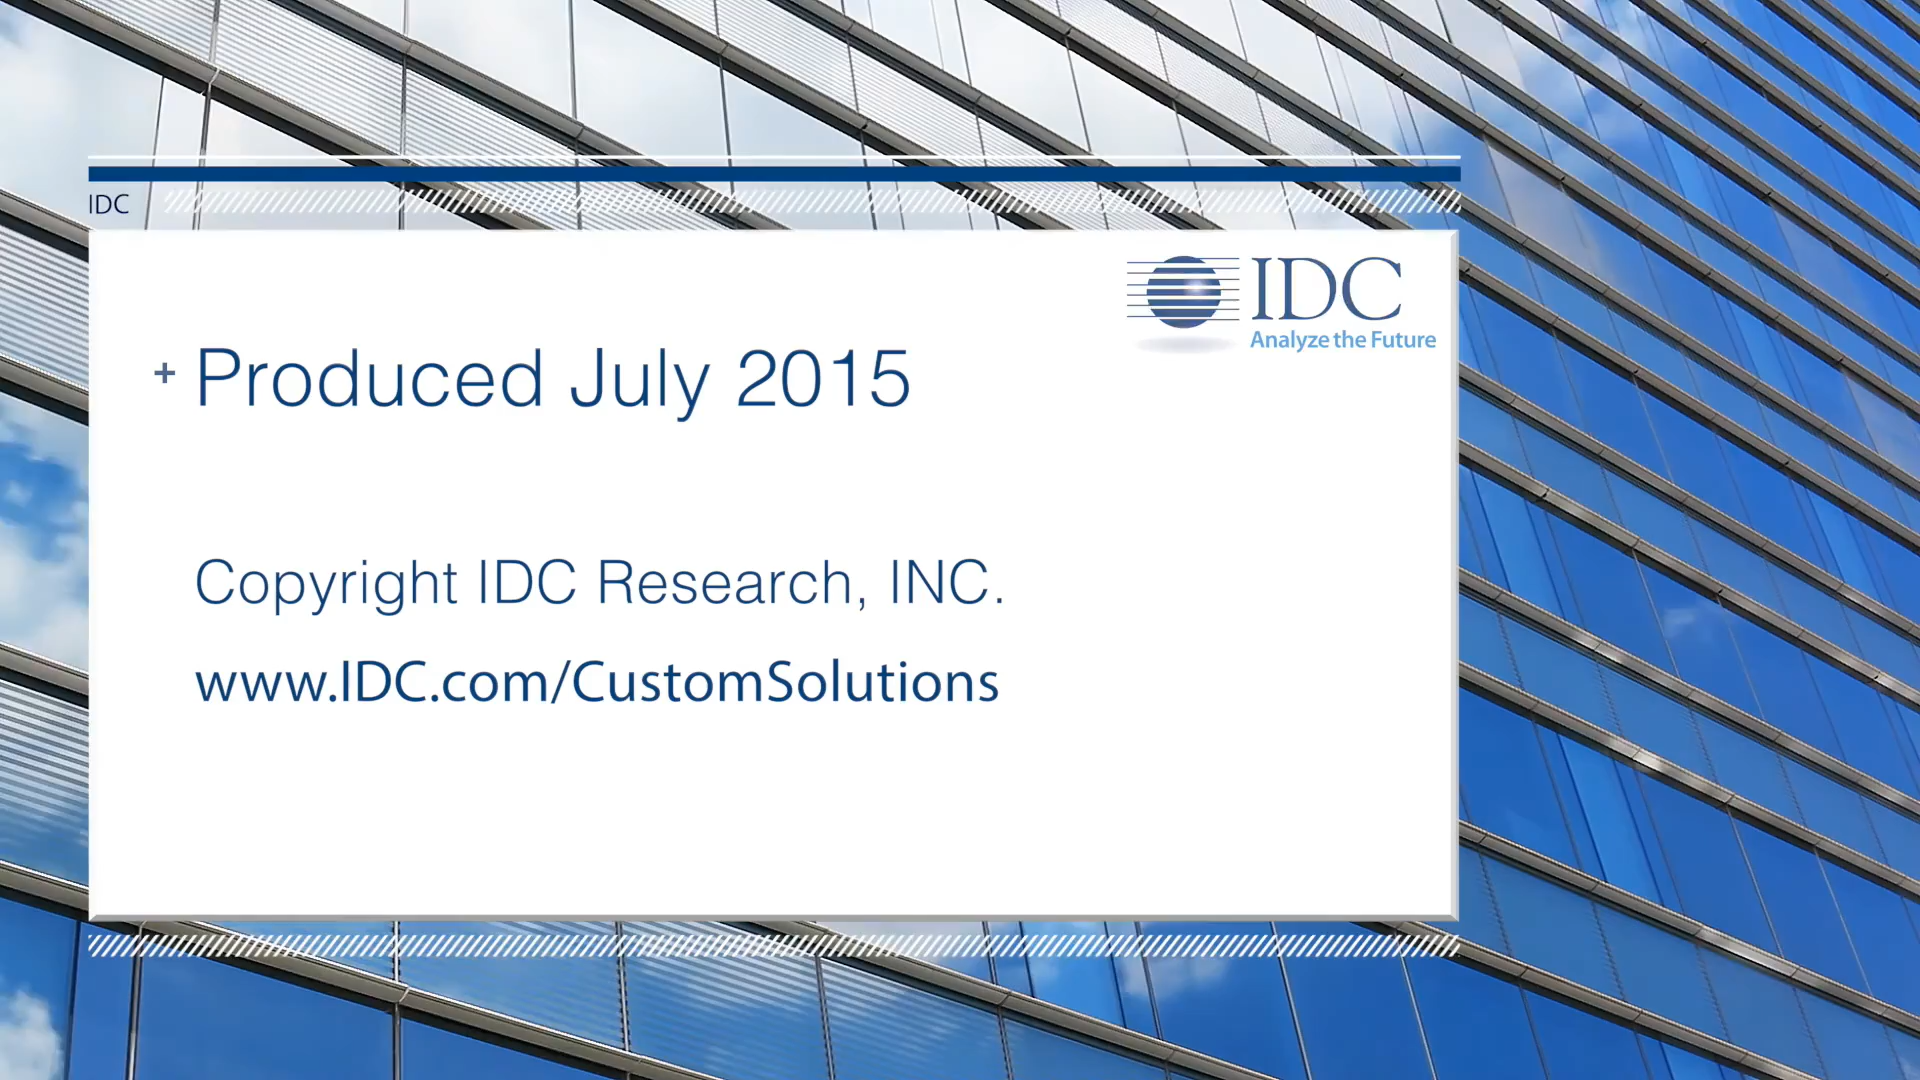 IDC
IDC
Analyze the Future
+ Produced July 2015
Copyright IDC Research, INC.
www.IDC.com/CustomSolutions